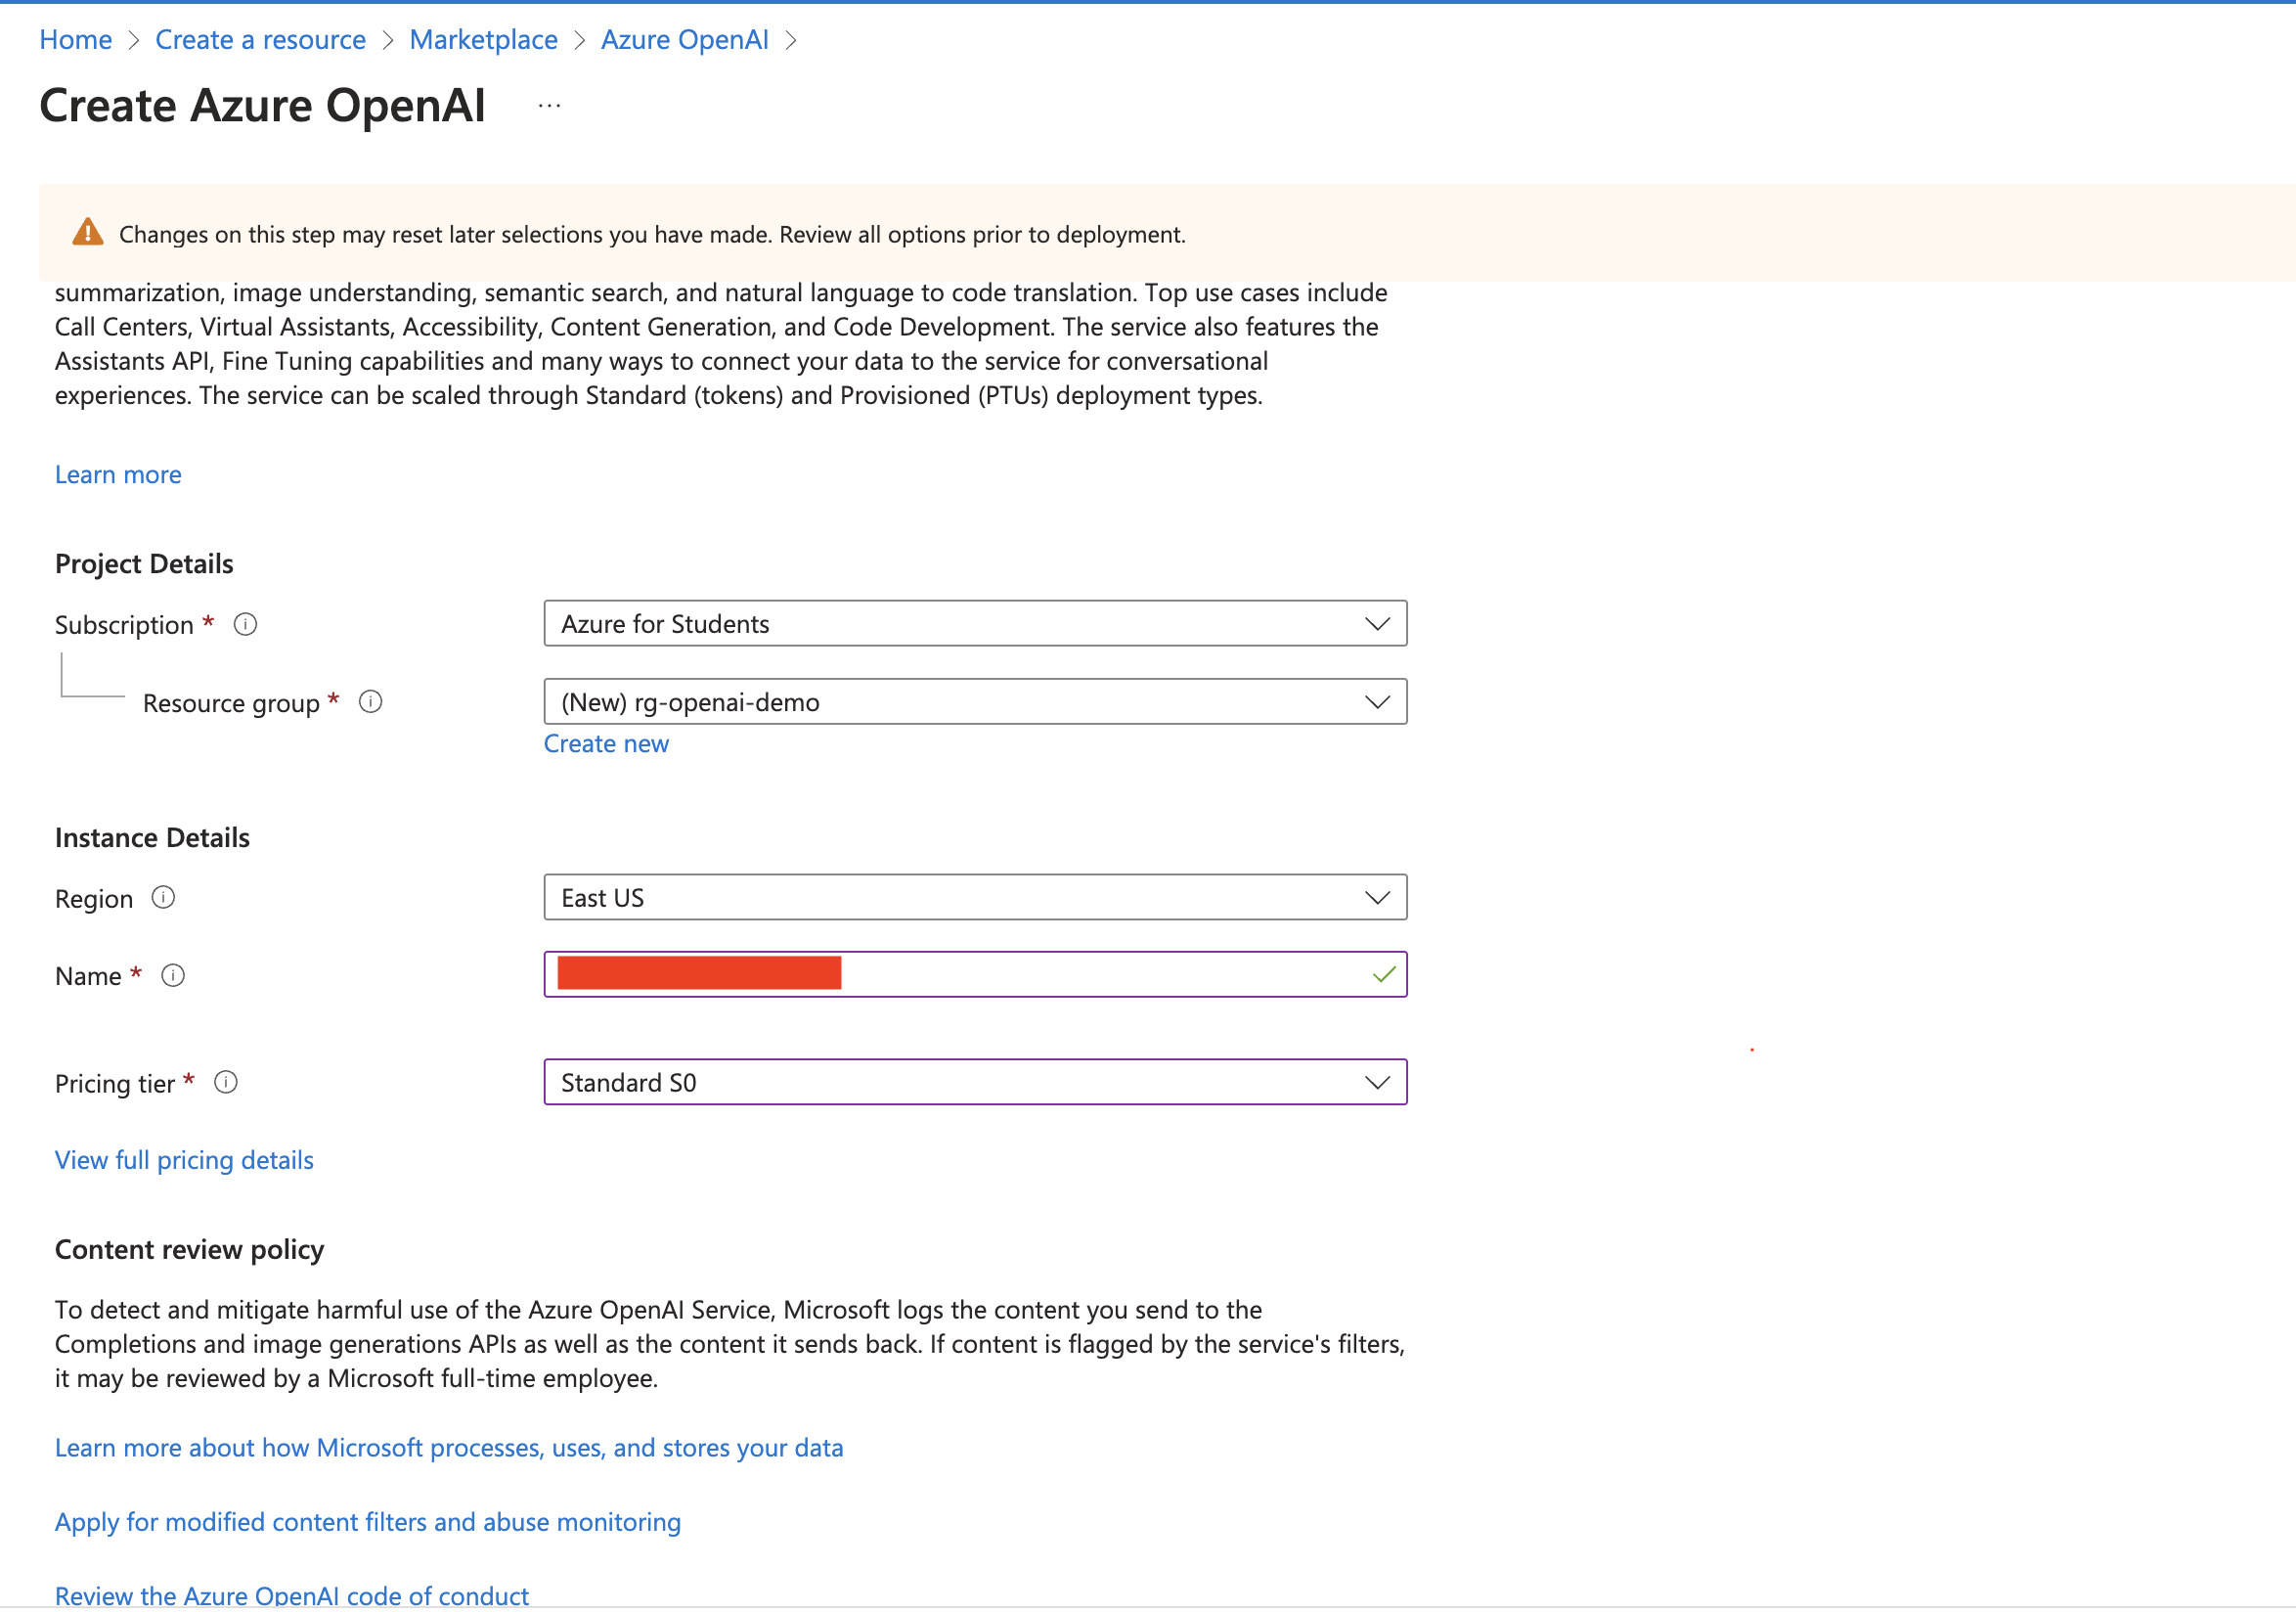 Home > Create a resource > Marketplace > Azure OpenAI >
Create Azure OpenAI ...
Changes on this step may reset later selections you have made. Review all options prior to deployment.
summarization, image understanding, semantic search, and natural language to code translation. Top use cases include
Call Centers, Virtual Assistants, Accessibility, Content Generation, and Code Development. The service also features the
Assistants API, Fine Tuning capabilities and many ways to connect your data to the service for conversational
experiences. The service can be scaled through Standard (tokens) and Provisioned (PTUs) deployment types.
Learn more
Project Details
Subscription *
Azure for Students
Resource group *
(New) rg-openai-demo
Create new
Instance Details
Region
East US
Name *
Pricing tier *
Standard S0
View full pricing details
Content review policy
To detect and mitigate harmful use of the Azure OpenAI Service, Microsoft logs the content you send to the
Completions and image generations APIs as well as the content it sends back. If content is flagged by the service's filters,
it may be reviewed by a Microsoft full-time employee.
Learn more about how Microsoft processes, uses, and stores your data
Apply for modified content filters and abuse monitoring
Review the Azure OpenAI code of conduct